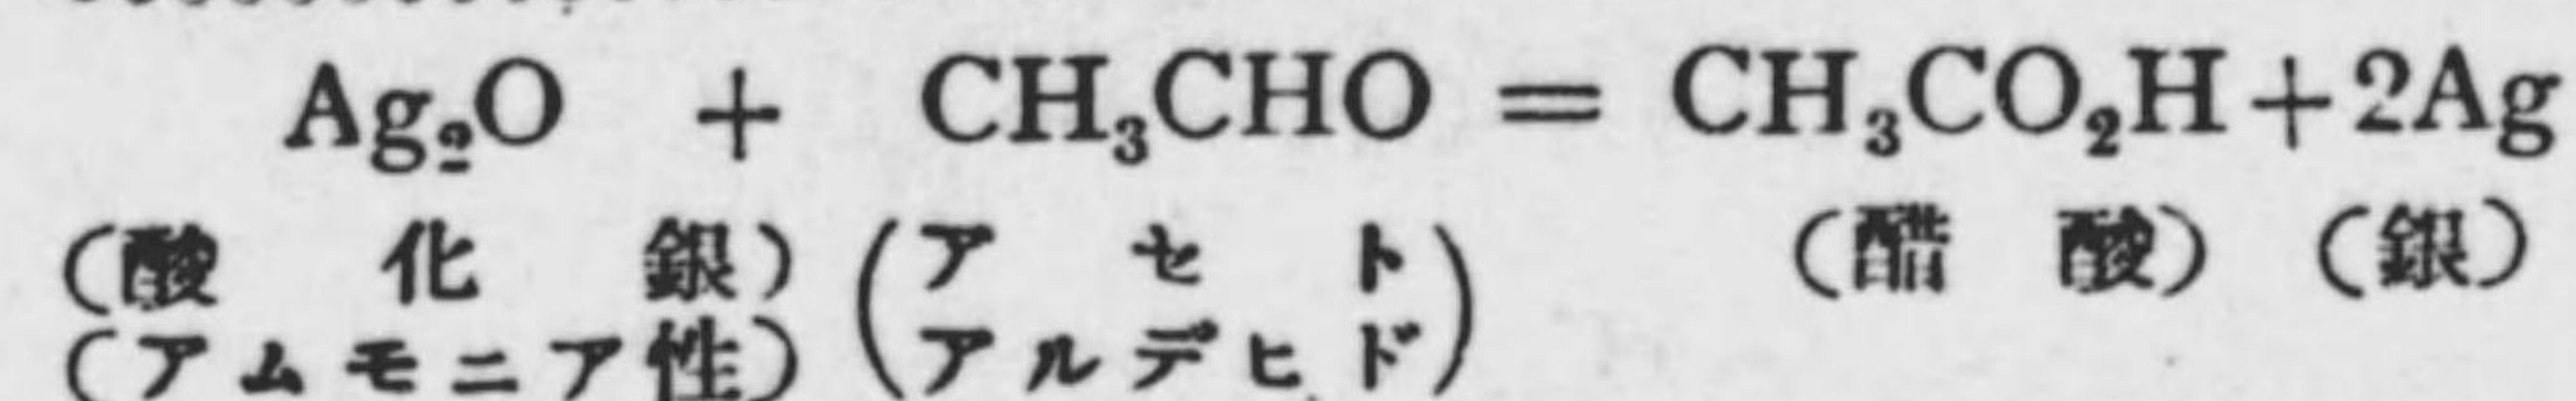 Ag₂O + CH₃CHO = CH₃CO₂H+2Ag
(酸化銀) (アセト (醋酸) (銀)
(アムモニア性) アルデヒド)